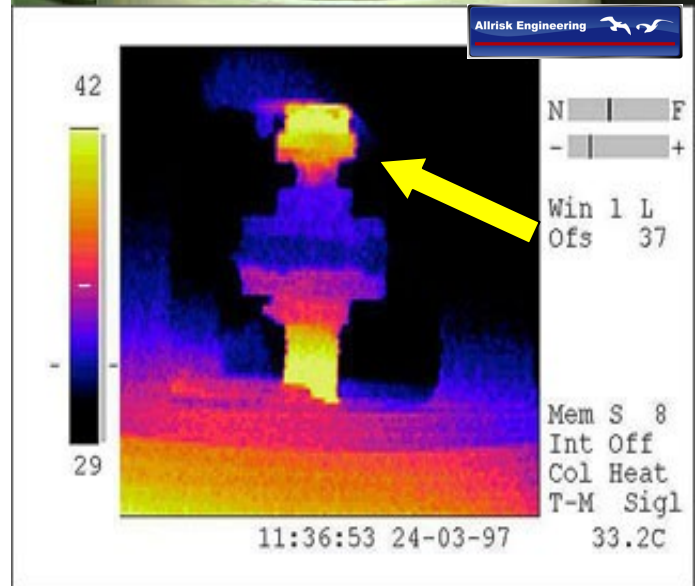 Allrisk Engineering
42
N F
- +
Win 1 L
Ofs 37
29
Mem S 8
Int Off
Col Heat
T-M Sigl
11:36:53 24-03-97 33.2C